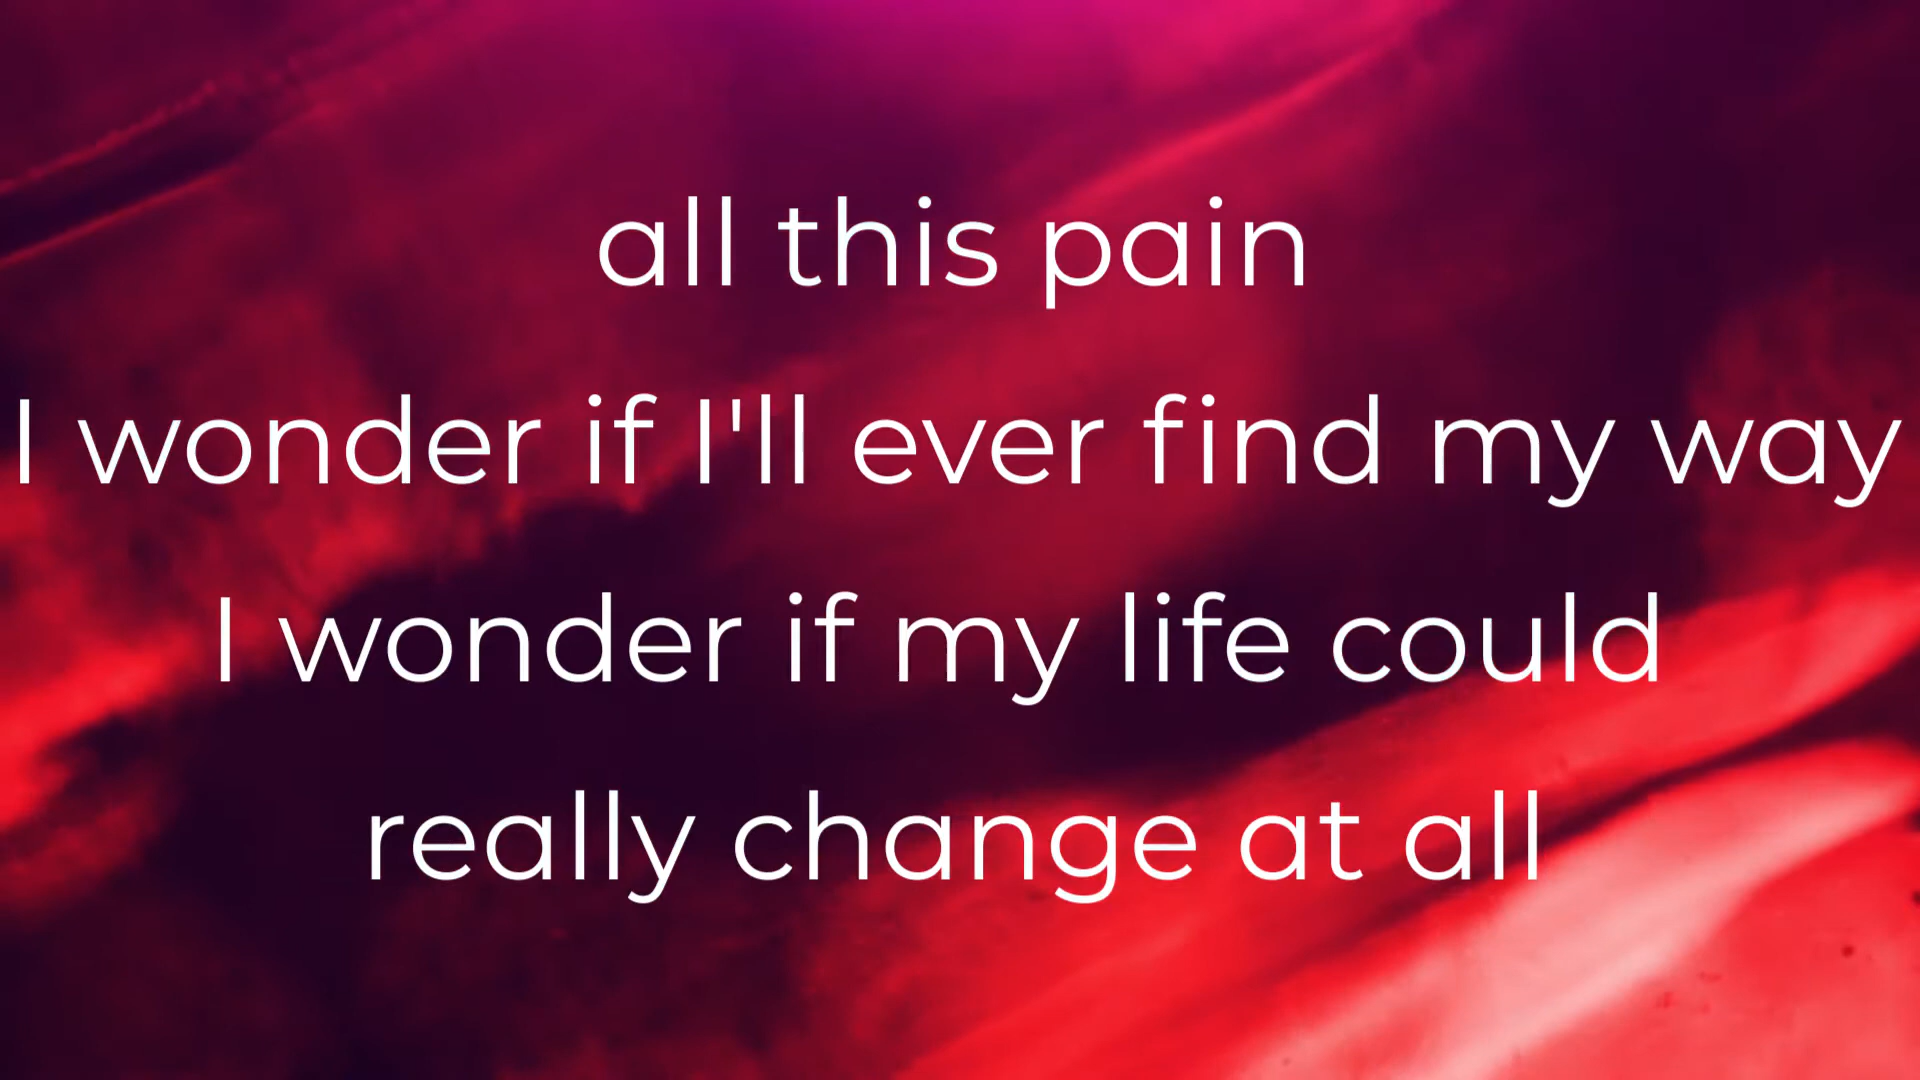 all this pain
I wonder if I'll ever find my way
I wonder if my life could
really change at all